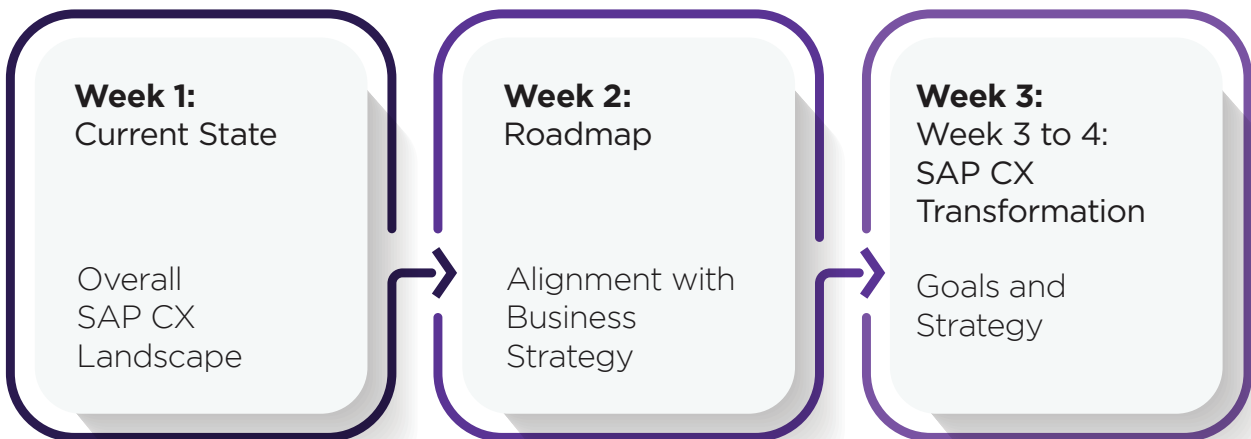 Week 1:
Current State
Overall
SAP CX
Landscape
Week 2:
Roadmap
Alignment with
Business
Strategy
Week 3:
Week 3 to 4:
SAP CX
Transformation
Goals and
Strategy